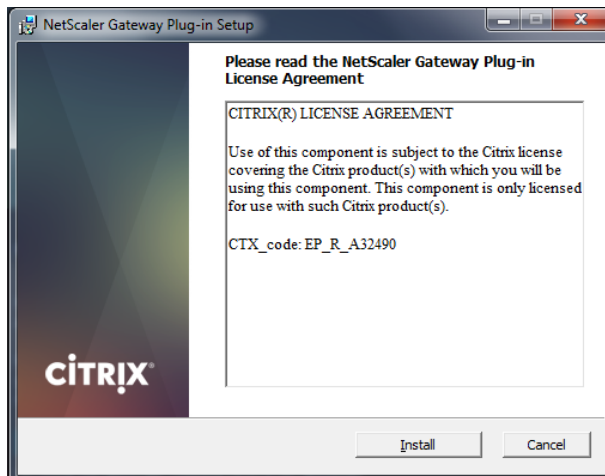 NetScaler Gateway Plug-in Setup
Please read the NetScaler Gateway Plug-in
License Agreement
CITRIX(R) LICENSE AGREEMENT
Use of this component is subject to the Citrix license
covering the Citrix product(s) with which you will be
using this component. This component is only licensed
for use with such Citrix product(s).
CTX_code: EP_R_A32490
CITRIX®
Install
Cancel